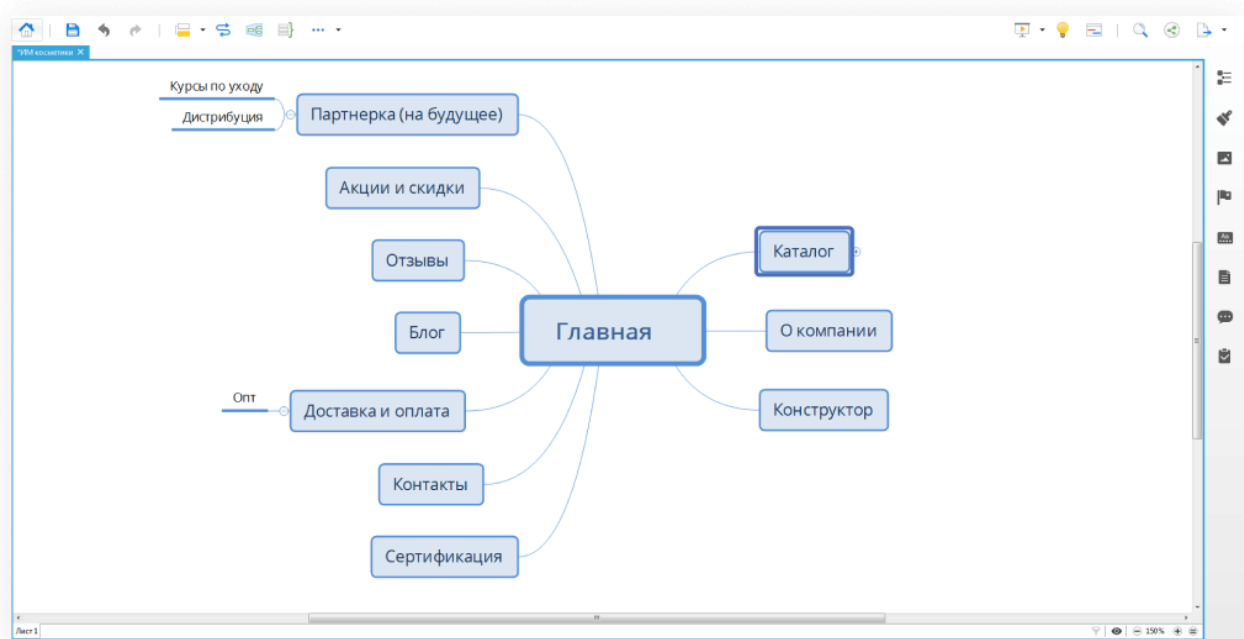 *ИМ косметики
Курсы по уходу
Дистрибуция
Партнерка (на будущее)
Акции и скидки
Отзывы
Блог
Опт
Доставка и оплата
Контакты
Сертификация
Главная
Каталог
О компании
Конструктор
Лист 1
150%